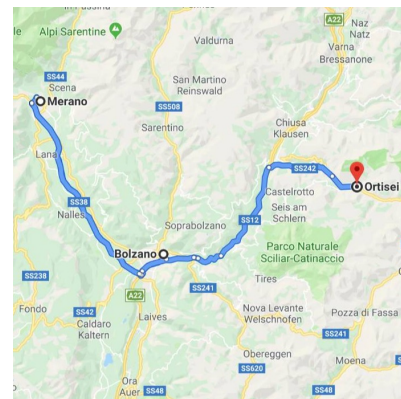 in Passiria
Alpi Sarentine
A22
Naz
Natz
Valdurna
Varna
Bressanone
SS44
Scena
San Martino
Reinswald
Merano
SS508
Chiusa
Klausen
Sarentino
Lana
SS242
Ortisei
Castelrotto
SS38
Seis am
Schlern
Nalles
SS12
Soprabolzano
Bolzano
Parco Naturale
Sciliar-Catinaccio
SS238
SS241
Tires
A22
Fondo
SS42
Laives
Nova Levante
Welschnofen
Pozza di Fassa
Caldaro
Kaltern
SS241
Obereggen
Moena
SS620
Ora
Auer
SS48
SS48